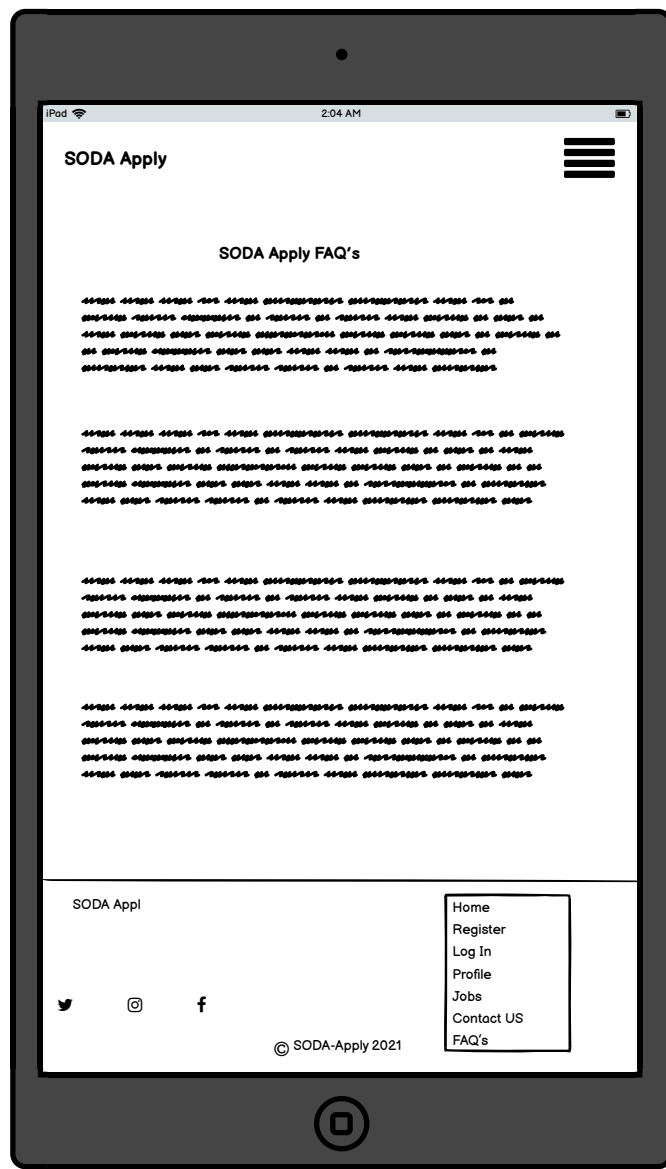 iPad 2:04 AM
SODA Apply
SODA Apply FAQ's
SODA Appl
Home
Register
Log In
Profile
Jobs
Contact US
FAQ's
© SODA-Apply 2021